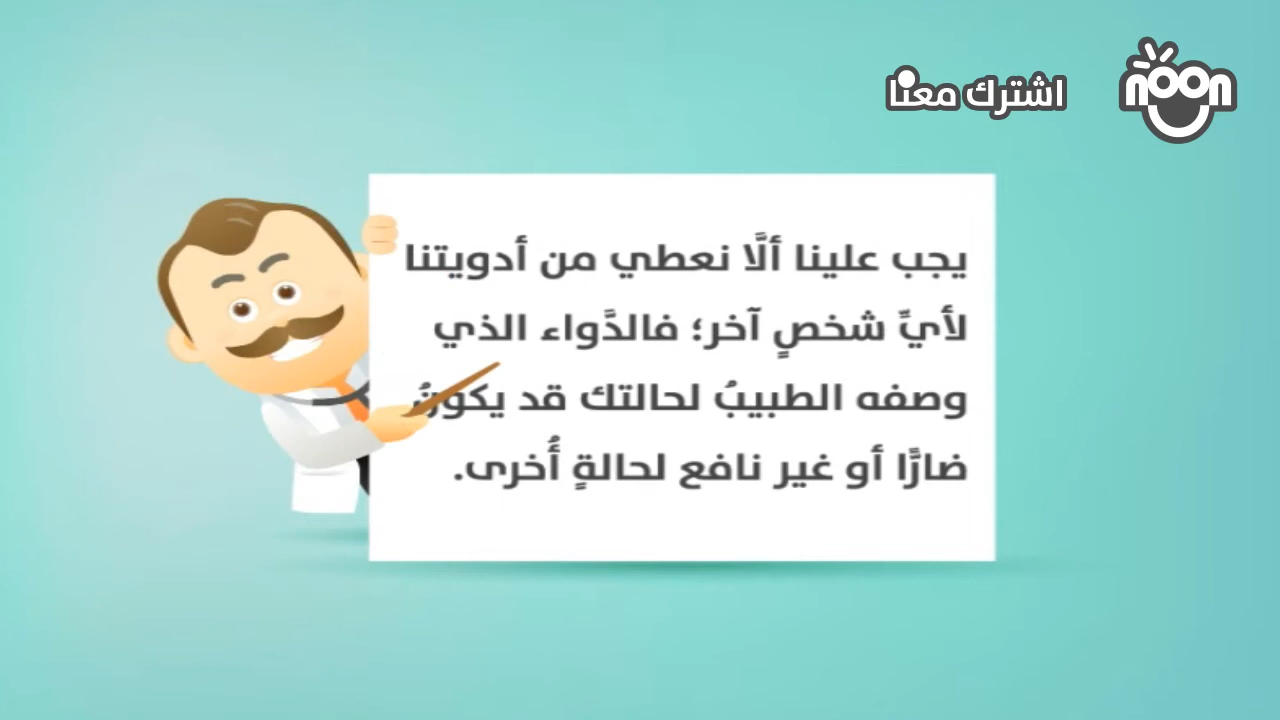 noon
اشترك معنا
يجب علينا ألَّا نعطي من أدويتنا
لأيِّ شخصٍ آخر؛ فالدَّواء الذي
وصفه الطبيبُ لحالتك قد يكونُ
ضارًّا أو غير نافع لحالةٍ أُخرى.